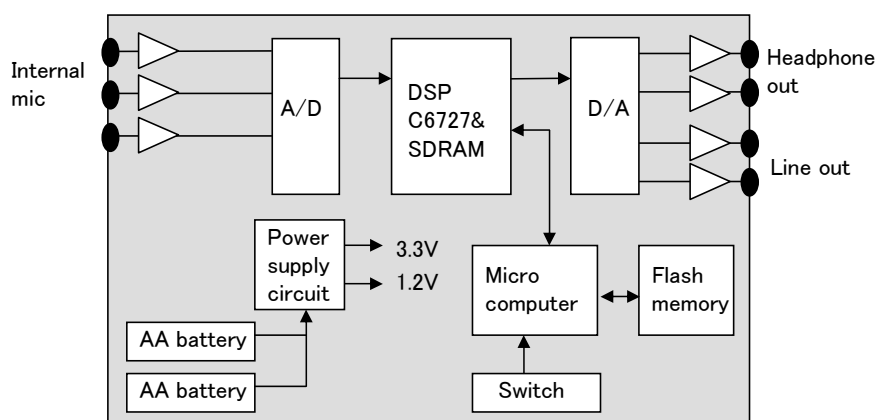 Internal
mic
A/D
DSP
C6727&
SDRAM
D/A
Headphone
out
Line out
Power
supply
circuit
3.3V
1.2V
Micro
computer
Flash
memory
AA battery
AA battery
Switch